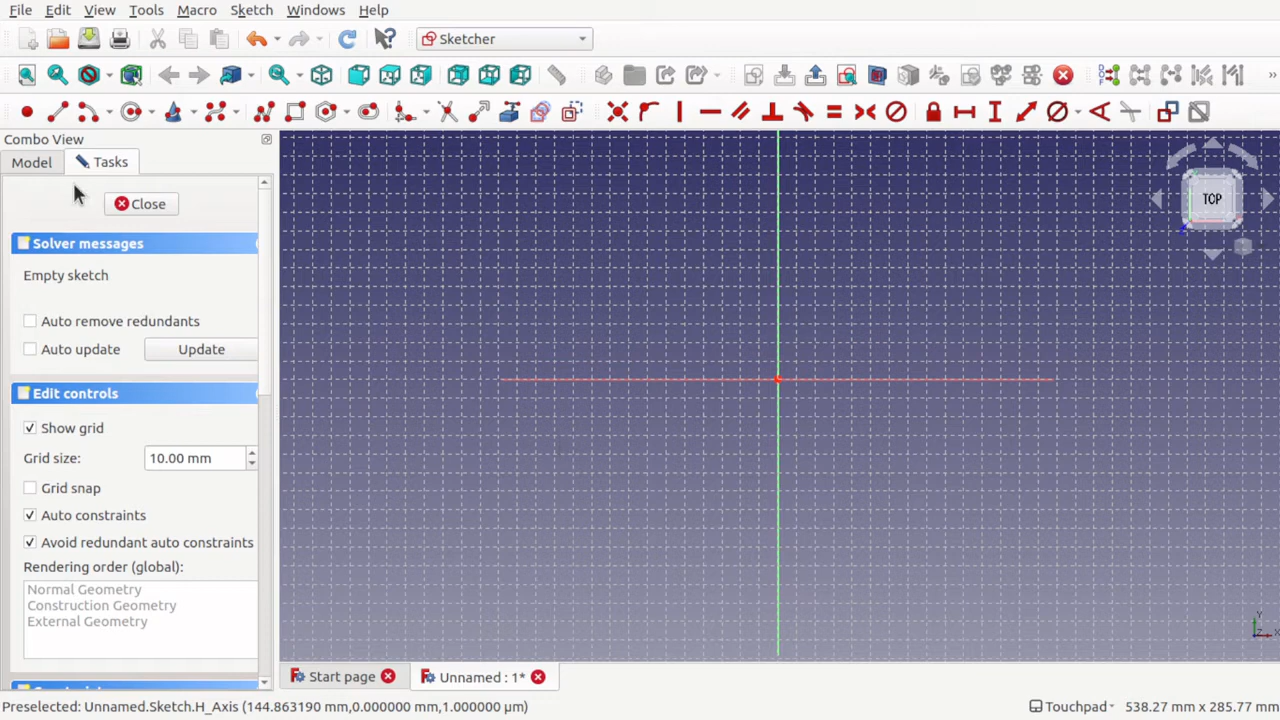 File Edit View Tools Macro Sketch Windows Help
Sketcher
»
Combo View
Model Tasks
Close
Solver messages
Empty sketch
Auto remove redundants
Auto update Update
Edit controls
Show grid
Grid size: 10.00 mm
Grid snap
Auto constraints
Avoid redundant auto constraints
Rendering order (global):
Normal Geometry
Construction Geometry
External Geometry
TOP
Z
Y
Z X
Start page Unnamed : 1*
Preselected: Unnamed.Sketch.H_Axis (144.863190 mm,0.000000 mm,1.000000 µm) Touchpad 538.27 mm × 285.77 mm